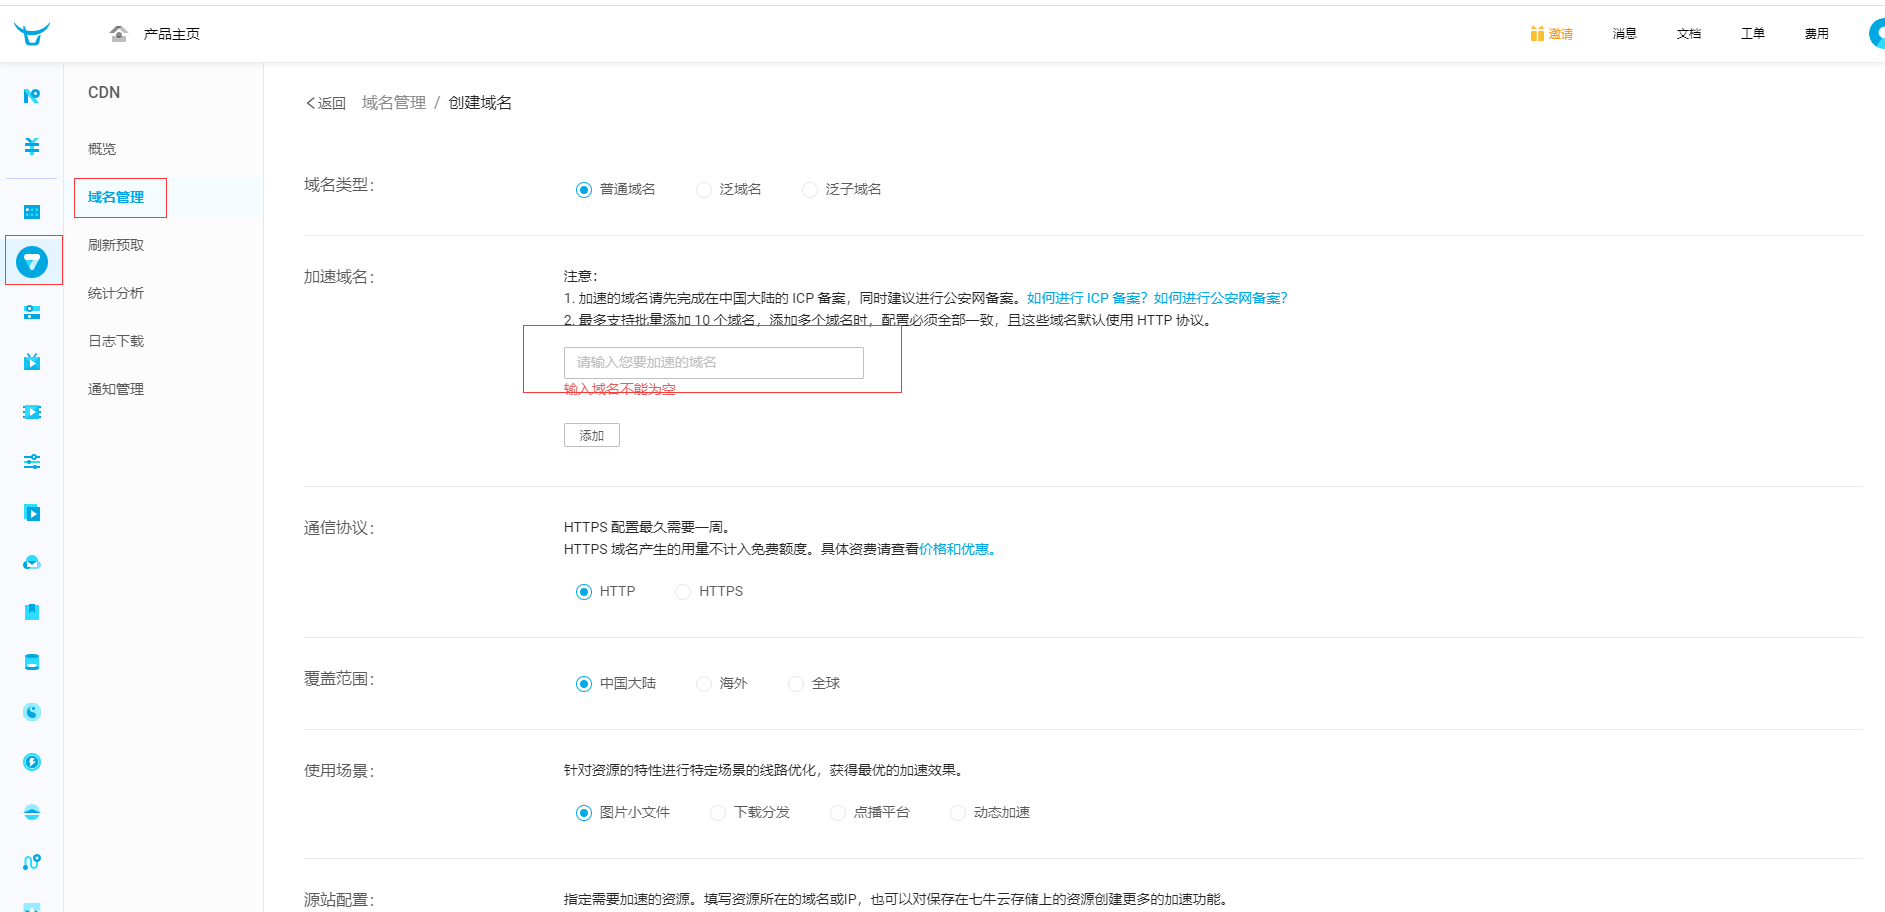 产品主页
邀请 消息 文档 工单 费用
CDN
概览
域名管理
刷新预取
统计分析
日志下载
通知管理
返回 域名管理 / 创建域名
域名类型：
普通域名 泛域名 泛子域名
加速域名：
注意：
1. 加速的域名请先完成在中国大陆的 ICP 备案，同时建议进行公安网备案。如何进行 ICP 备案？如何进行公安网备案？
2. 最多支持批量添加 10 个域名，添加多个域名时，配置必须全部一致，且这些域名默认使用 HTTP 协议。
请输入您要加速的域名
输入域名不能为空
添加
通信协议：
HTTPS 配置最久需要一周。
HTTPS 域名产生的用量不计入免费额度。具体资费请查看价格和优惠。
HTTP HTTPS
覆盖范围：
中国大陆 海外 全球
使用场景：
针对资源的特性进行特定场景的线路优化，获得最优的加速效果。
图片小文件 下载分发 点播平台 动态加速
源站配置：
指定需要加速的资源。填写资源所在的域名或IP，也可以对保存在七牛云存储上的资源创建更多的加速功能。